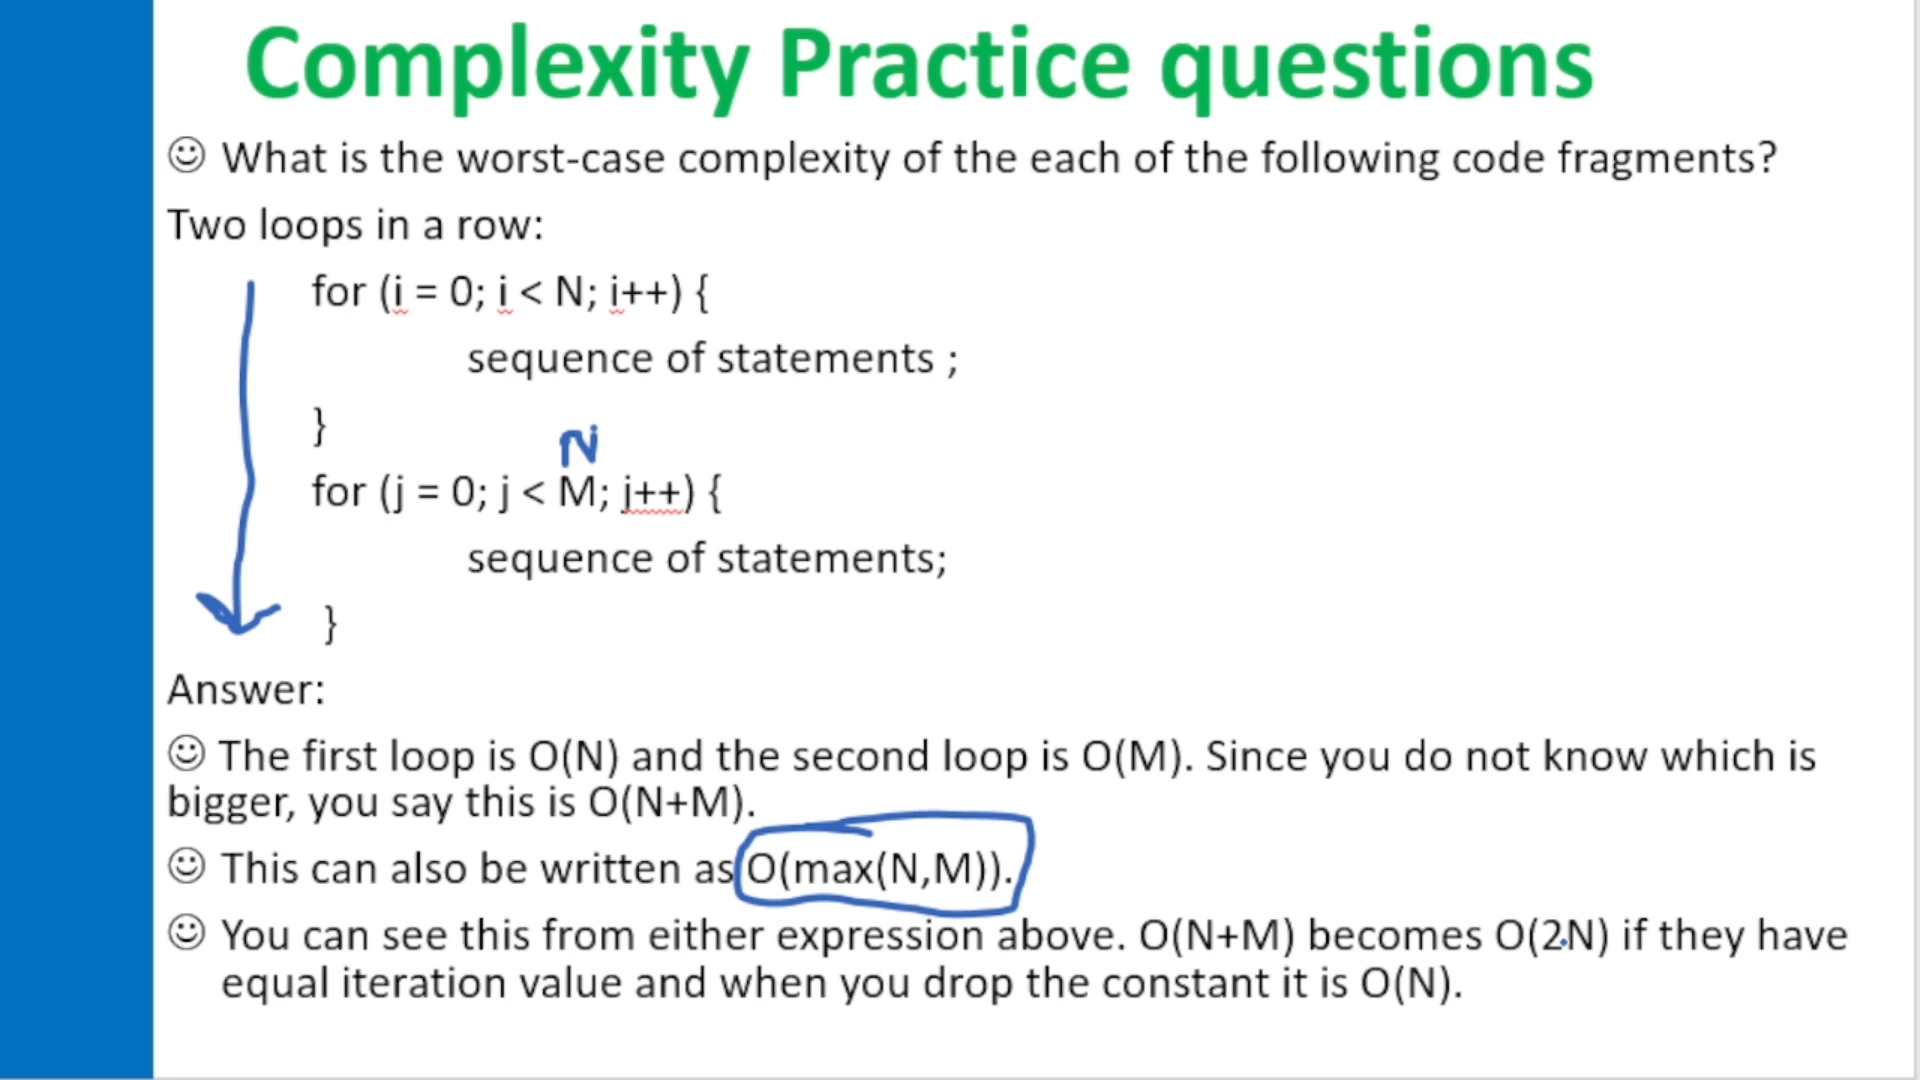 Complexity Practice questions
☺ What is the worst-case complexity of the each of the following code fragments?
Two loops in a row:
for (i = 0; i < N; i++) {
sequence of statements ;
}
N
for (j = 0; j < M; j++) {
sequence of statements;
}
Answer:
☺ The first loop is O(N) and the second loop is O(M). Since you do not know which is
bigger, you say this is O(N+M).
☺ This can also be written as O(max(N,M)).
☺ You can see this from either expression above. O(N+M) becomes O(2N) if they have
equal iteration value and when you drop the constant it is O(N).